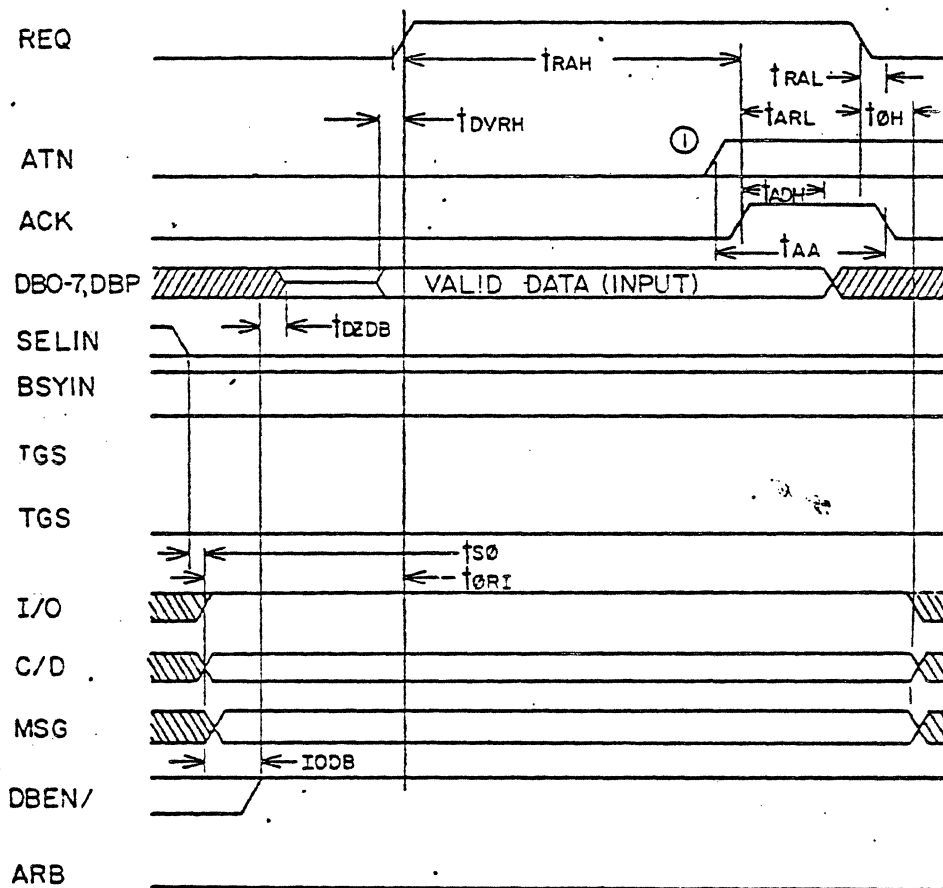 REQ
tRAH
tRAL
tDVRH
tARL
tØH
①
ATN
tADH
ACK
tAA
DBO-7,DBP
VALID DATA (INPUT)
tDZDB
SELIN
BSYIN
TGS
TGS
tSØ
tØRI
I/O
C/D
MSG
IODB
DBEN/
ARB